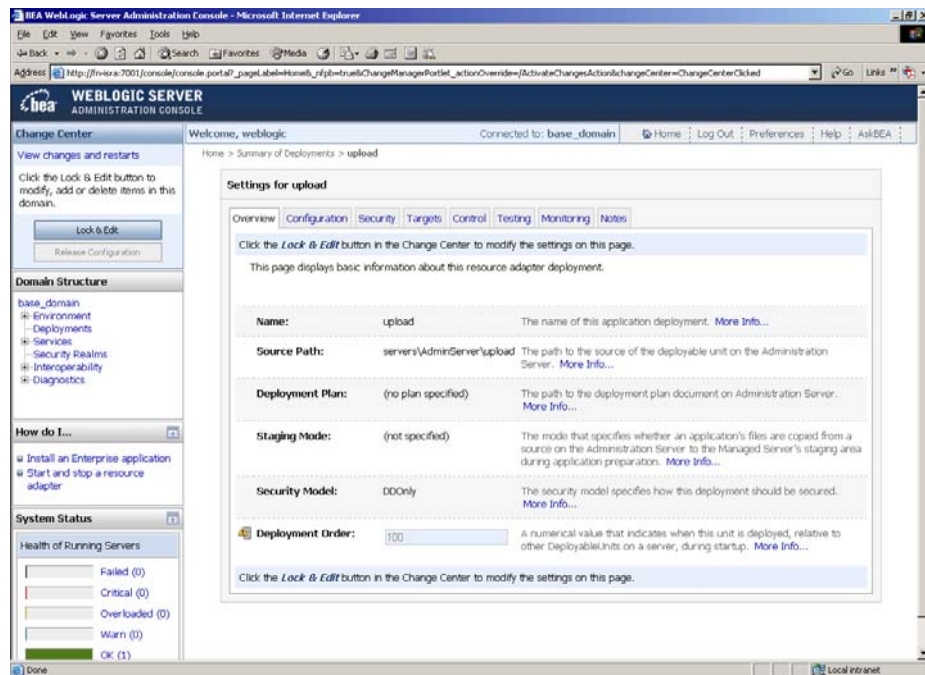 BEA WebLogic Server Administration Console - Microsoft Internet Explorer
File Edit View Favorites Tools Help
Back Search Favorites Media
Address http://fn-isra:7001/console/console.portal?_pageLabel=Home&_nfpb=true&ChangeManagerPortlet_actionOverride=/ActivateChangesAction&changeCenter=ChangeCenterClicked Go Links »
bea WEBLOGIC SERVER
ADMINISTRATION CONSOLE
Change Center
View changes and restarts
Click the Lock & Edit button to
modify, add or delete items in this
domain.
Lock & Edit
Release Configuration
Domain Structure
base_domain
Environment
Deployments
Services
Security Realms
Interoperability
Diagnostics
How do I...
Install an Enterprise application
Start and stop a resource
adapter
System Status
Health of Running Servers
Failed (0)
Critical (0)
Overloaded (0)
Warn (0)
OK (1)
Welcome, weblogic Connected to: base_domain Home Log Out Preferences Help AskBEA
Home > Summary of Deployments > upload
Settings for upload
Overview Configuration Security Targets Control Testing Monitoring Notes
Click the Lock & Edit button in the Change Center to modify the settings on this page.
This page displays basic information about this resource adapter deployment.
Name: upload The name of this application deployment. More Info...
Source Path: servers\AdminServer\upload The path to the source of the deployable unit on the Administration
Server. More Info...
Deployment Plan: (no plan specified) The path to the deployment plan document on Administration Server.
More Info...
Staging Mode: (not specified) The mode that specifies whether an application's files are copied from a
source on the Administration Server to the Managed Server's staging area
during application preparation. More Info...
Security Model: DDOnly The security model specifies how this deployment should be secured.
More Info...
Deployment Order: 100 A numerical value that indicates when this unit is deployed, relative to
other DeployableUnits on a server, during startup. More Info...
Click the Lock & Edit button in the Change Center to modify the settings on this page.
Done Local intranet